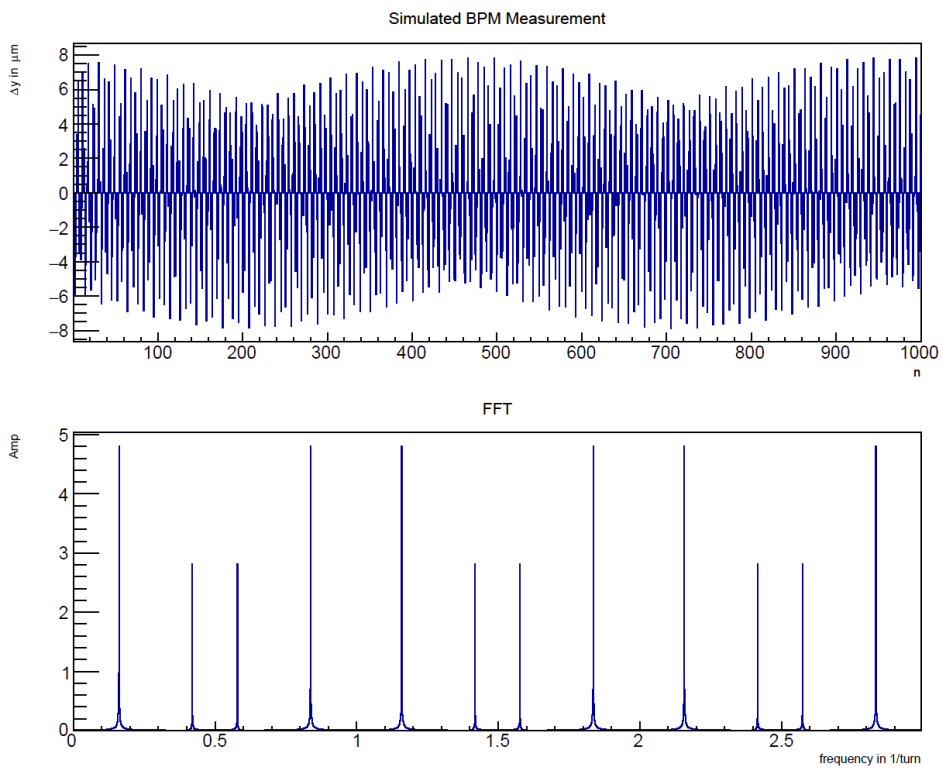 Simulated BPM Measurement
Δy in μm
8
6
4
2
0
−2
−4
−6
−8
100 200 300 400 500 600 700 800 900 1000
n
FFT
Amp
5
4
3
2
1
0
0 0.5 1 1.5 2 2.5
frequency in 1/turn